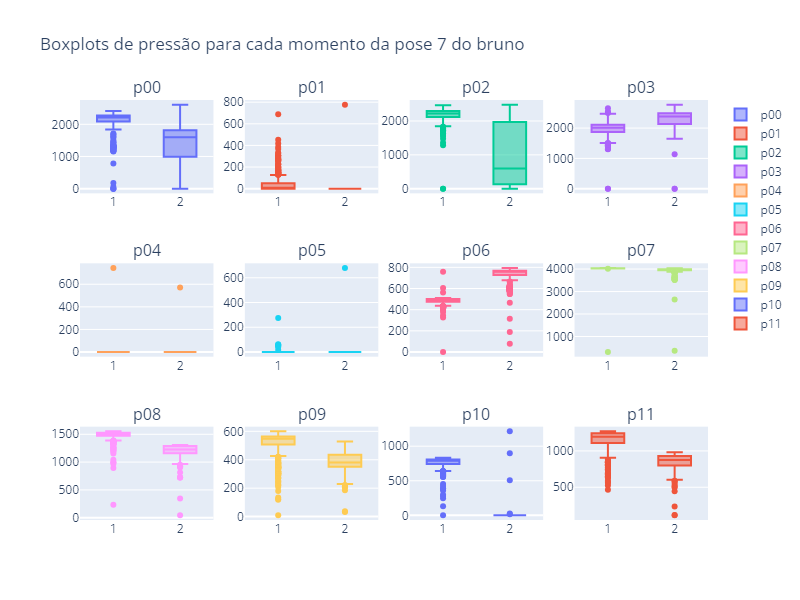 Boxplots de pressão para cada momento da pose 7 do bruno
p00 p01 p02 p03
2000 1000 0
800 600 400 200 0
2000 1000 0
2000 1000 0
1 2 1 2 1 2 1 2
p04 p05 p06 p07
600 400 200 0
600 400 200 0
800 600 400 200 0
4000 3000 2000 1000
1 2 1 2 1 2 1 2
p08 p09 p10 p11
1500 1000 500 0
600 400 200 0
1000 500 0
1000 500
1 2 1 2 1 2 1 2
p00
p01
p02
p03
p04
p05
p06
p07
p08
p09
p10
p11